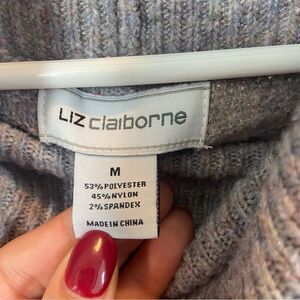 LIZ claiborne
M
53% POLYESTER
45% NYLON
2% SPANDEX
MADE IN CHINA